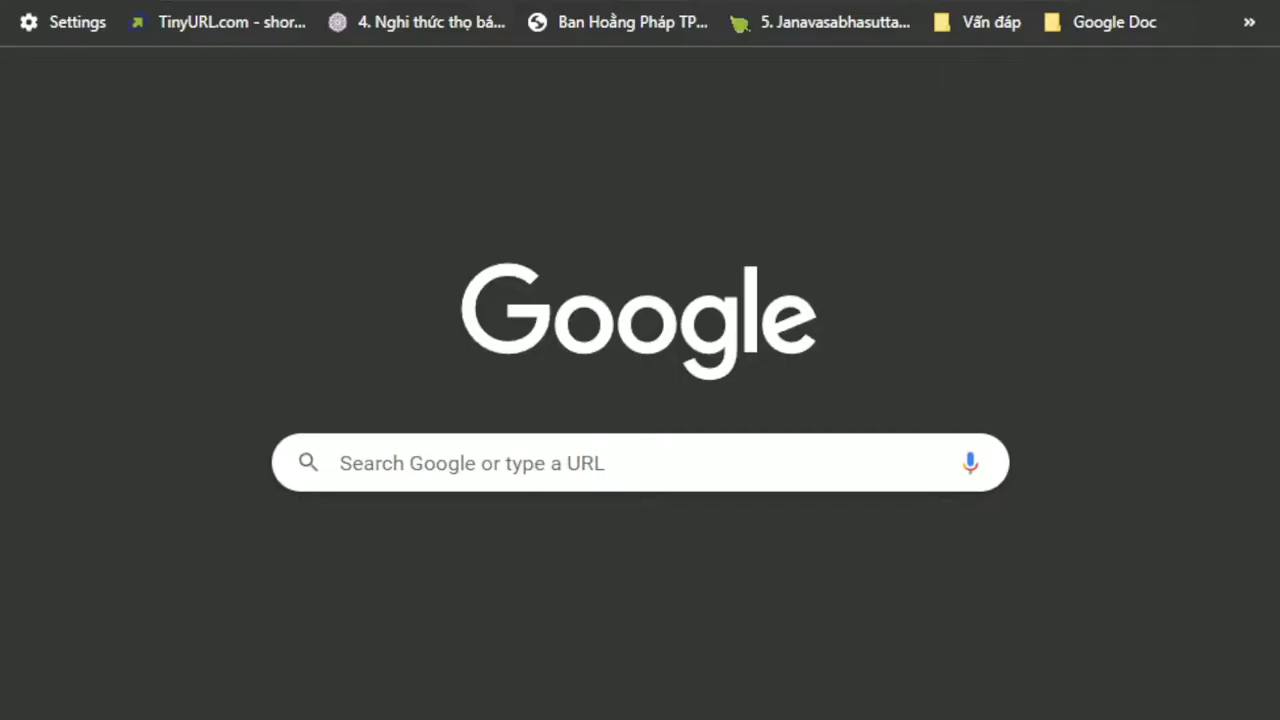 Settings TinyURL.com - shor... 4. Nghi thức thọ bá... Ban Hoằng Pháp TP... 5. Janavasabhasutta... Vấn đáp Google Doc »
Google
Search Google or type a URL